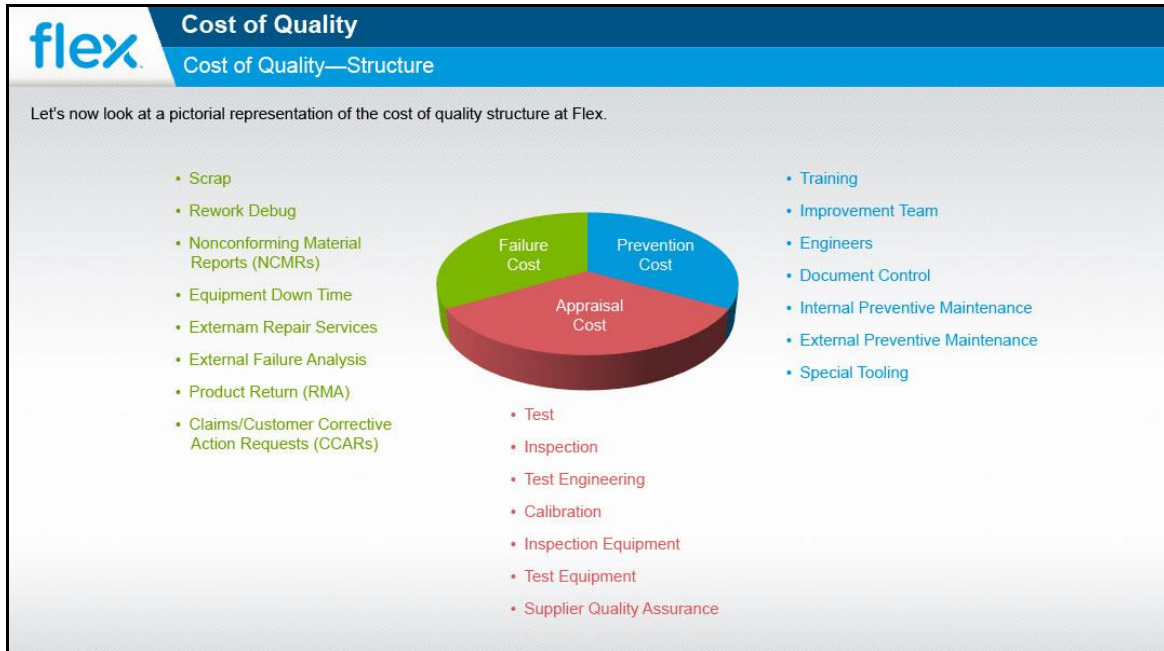 flex
Cost of Quality
Cost of Quality—Structure
Let's now look at a pictorial representation of the cost of quality structure at Flex.
• Scrap
• Rework Debug
• Nonconforming Material
Reports (NCMRs)
• Equipment Down Time
• Externam Repair Services
• External Failure Analysis
• Product Return (RMA)
• Claims/Customer Corrective
Action Requests (CCARs)
Failure
Cost
Prevention
Cost
Appraisal
Cost
• Training
• Improvement Team
• Engineers
• Document Control
• Internal Preventive Maintenance
• External Preventive Maintenance
• Special Tooling
• Test
• Inspection
• Test Engineering
• Calibration
• Inspection Equipment
• Test Equipment
• Supplier Quality Assurance